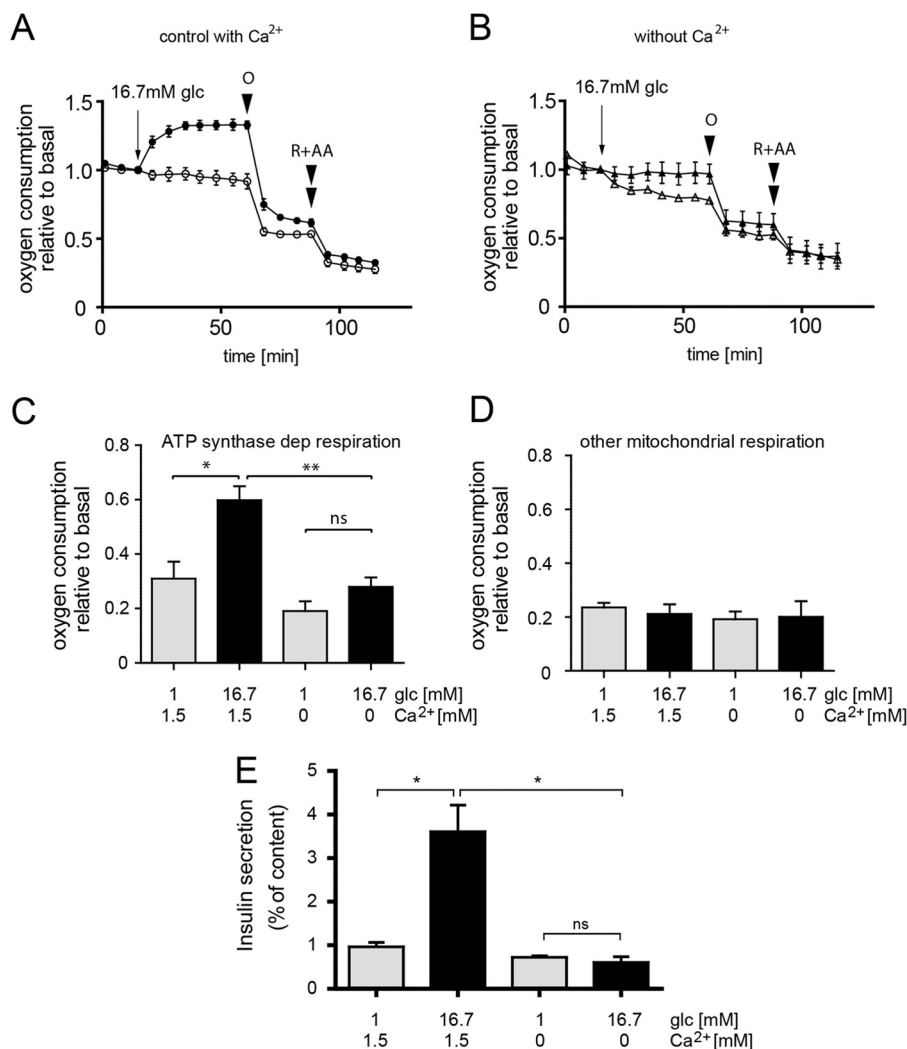 A
control with Ca²⁺
16.7mM glc
O
R+AA
oxygen consumption
relative to basal
1.5
1.0
0.5
0
0
50
100
time [min]
B
without Ca²⁺
16.7mM glc
O
R+AA
oxygen consumption
relative to basal
1.5
1.0
0.5
0
0
50
100
time [min]
C
ATP synthase dep respiration
oxygen consumption
relative to basal
0.8
0.6
0.4
0.2
0
*
**
ns
1 16.7 1 16.7 glc [mM]
1.5 1.5 0 0 Ca²⁺[mM]
D
other mitochondrial respiration
oxygen consumption
relative to basal
0.8
0.6
0.4
0.2
0
1 16.7 1 16.7 glc [mM]
1.5 1.5 0 0 Ca²⁺[mM]
E
Insulin secretion
(% of content)
5
4
3
2
1
0
*
*
ns
1 16.7 1 16.7 glc [mM]
1.5 1.5 0 0 Ca²⁺[mM]